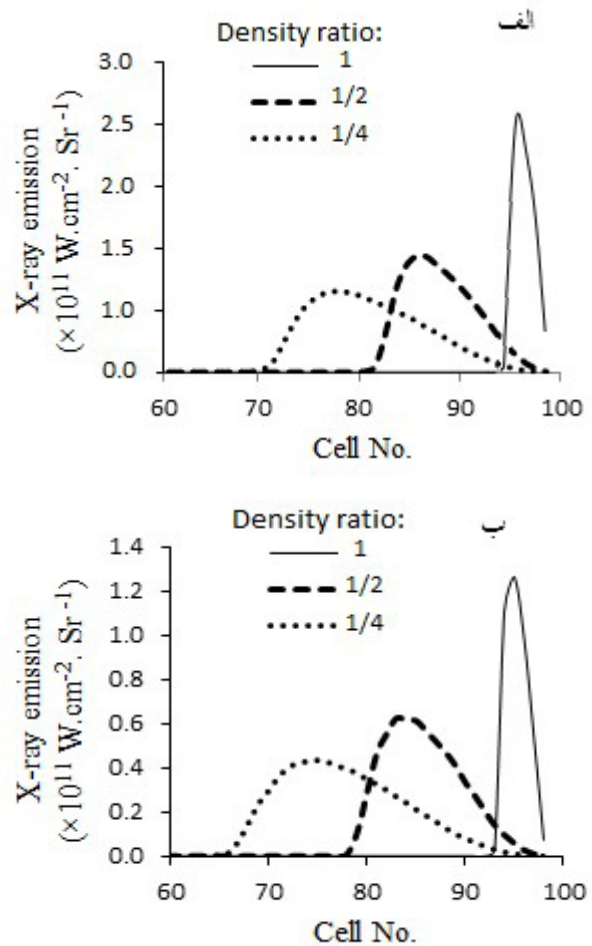 الف
Density ratio:
1
1/2
1/4
3.0
2.5
2.0
1.5
1.0
0.0
X-ray emission
(×10¹¹ W.cm⁻². Sr⁻¹)
60 70 80 90 100
Cell No.
ب
Density ratio:
1
1/2
1/4
1.4
1.2
1.0
0.8
0.6
0.4
0.2
0.0
X-ray emission
(×10¹¹ W.cm⁻². Sr⁻¹)
60 70 80 90 100
Cell No.